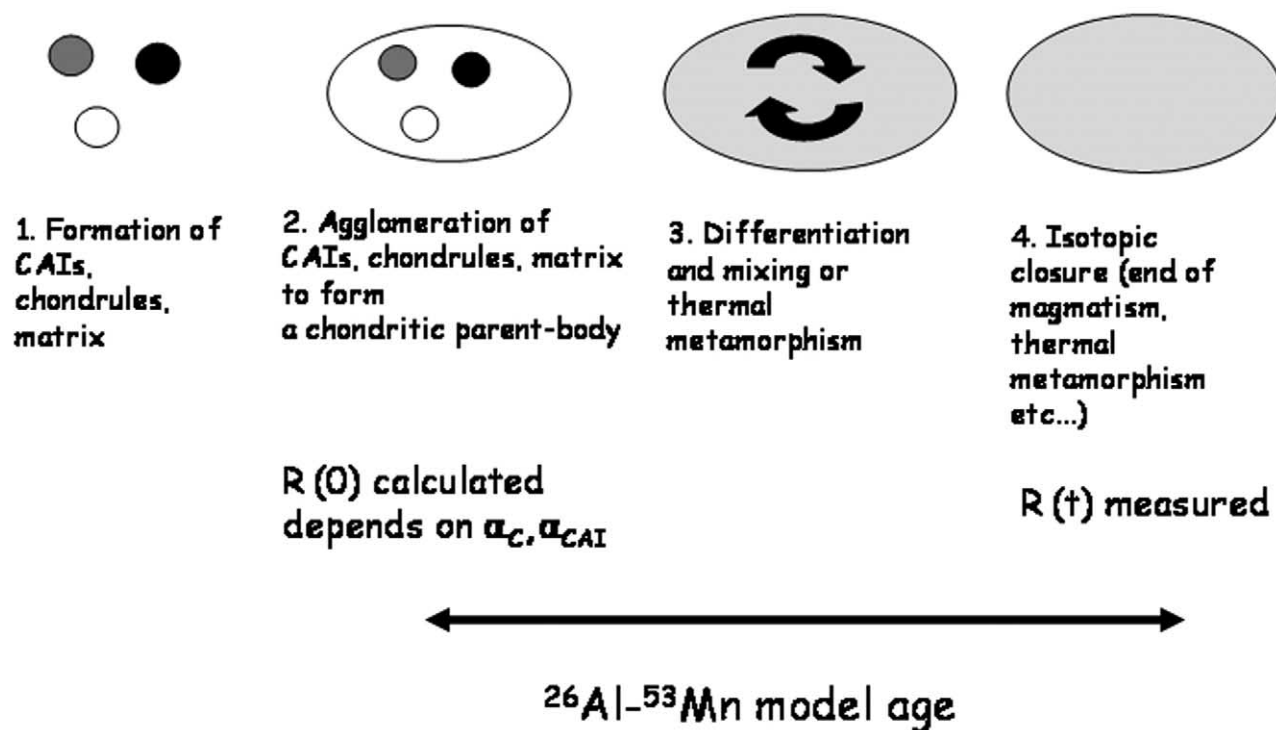 1. Formation of
CAIs,
chondrules,
matrix
2. Agglomeration of
CAIs, chondrules, matrix
to form
a chondritic parent-body
3. Differentiation
and mixing or
thermal
metamorphism
4. Isotopic
closure (end of
magmatism,
thermal
metamorphism
etc...)
R (0) calculated
depends on α_C, α_CAI
R (t) measured
²⁶Al-⁵³Mn model age